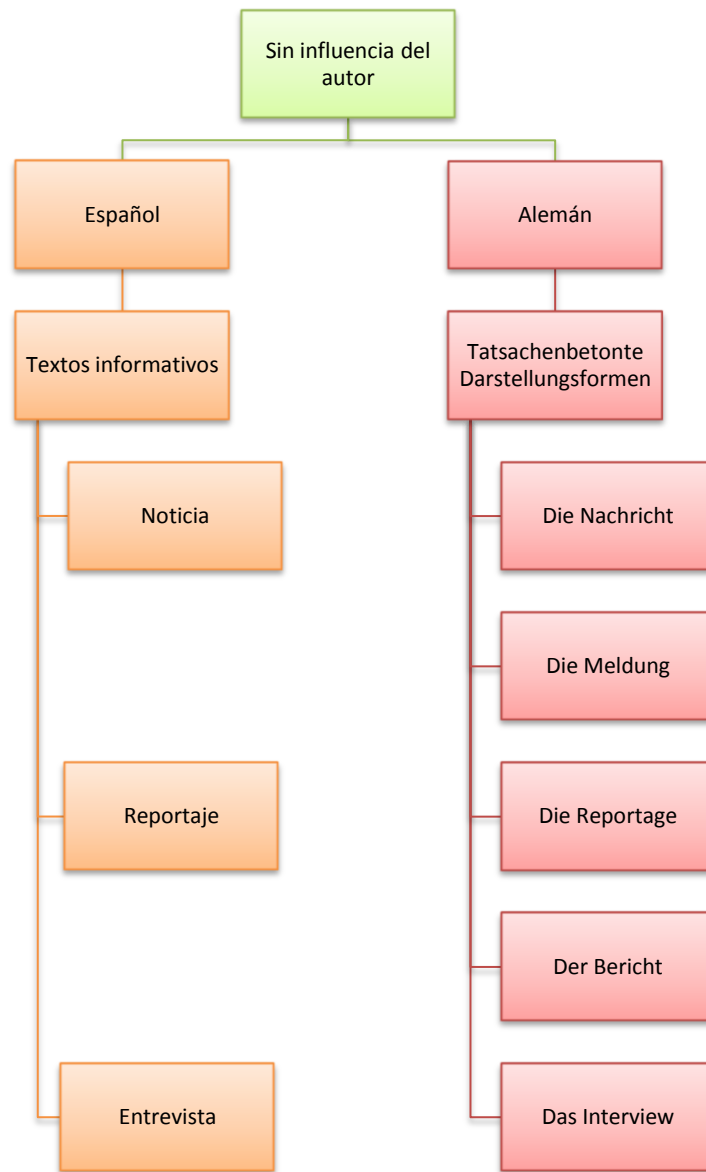 Sin influencia del
autor
Español
Alemán
Textos informativos
Tatsachenbetonte
Darstellungsformen
Noticia
Die Nachricht
Die Meldung
Reportaje
Die Reportage
Der Bericht
Entrevista
Das Interview